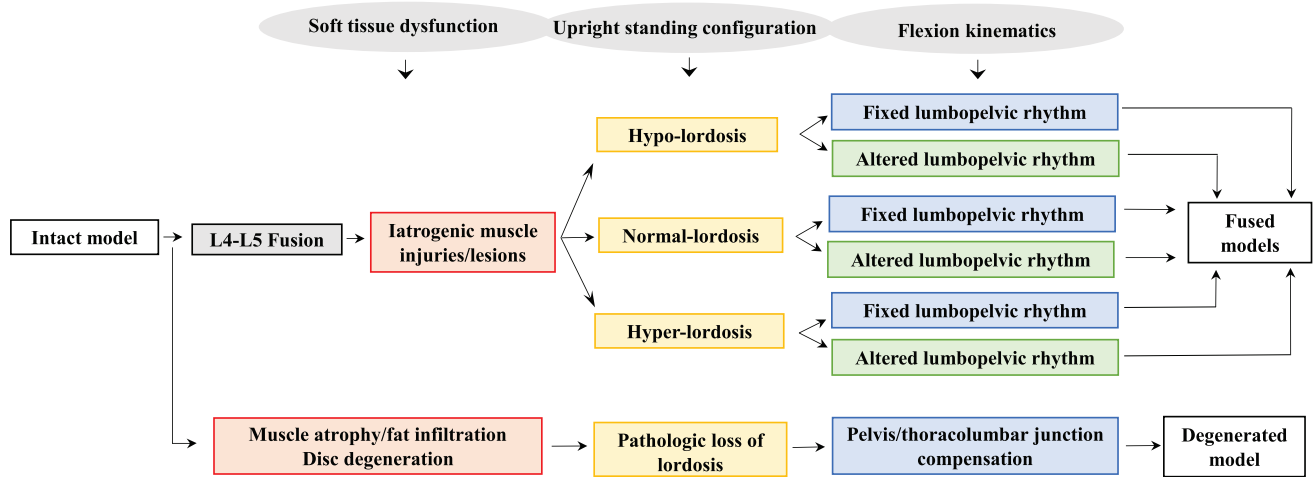 Soft tissue dysfunction
Upright standing configuration
Flexion kinematics
Intact model
L4-L5 Fusion
Iatrogenic muscle
injuries/lesions
Hypo-lordosis
Fixed lumbopelvic rhythm
Altered lumbopelvic rhythm
Normal-lordosis
Fixed lumbopelvic rhythm
Altered lumbopelvic rhythm
Hyper-lordosis
Fixed lumbopelvic rhythm
Altered lumbopelvic rhythm
Fused
models
Muscle atrophy/fat infiltration
Disc degeneration
Pathologic loss of
lordosis
Pelvis/thoracolumbar junction
compensation
Degenerated
model